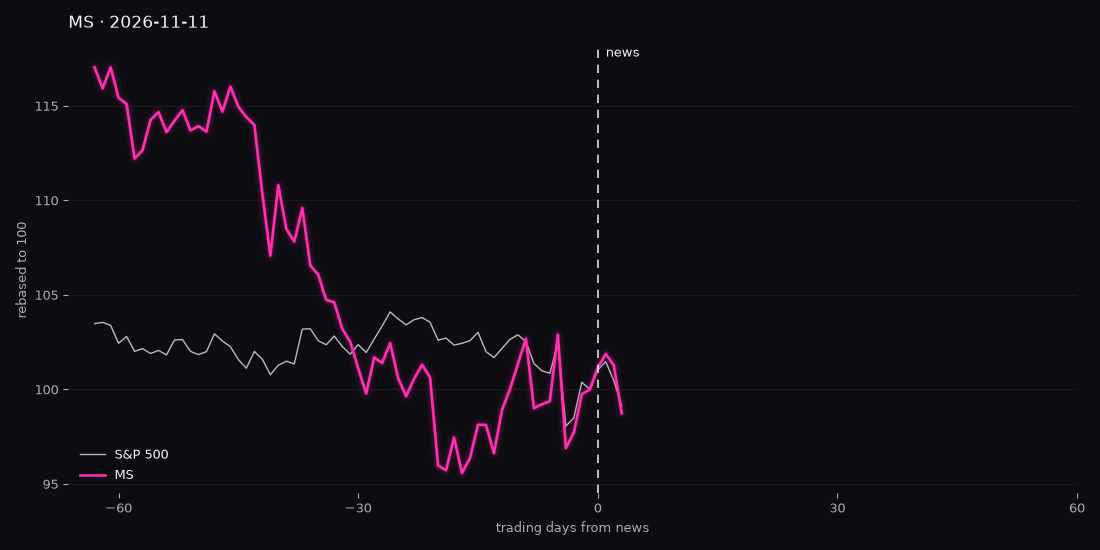 MS · 2026-11-11
news
115
110
105
100
95
rebased to 100
S&P 500
MS
−60
−30
0
30
60
trading days from news